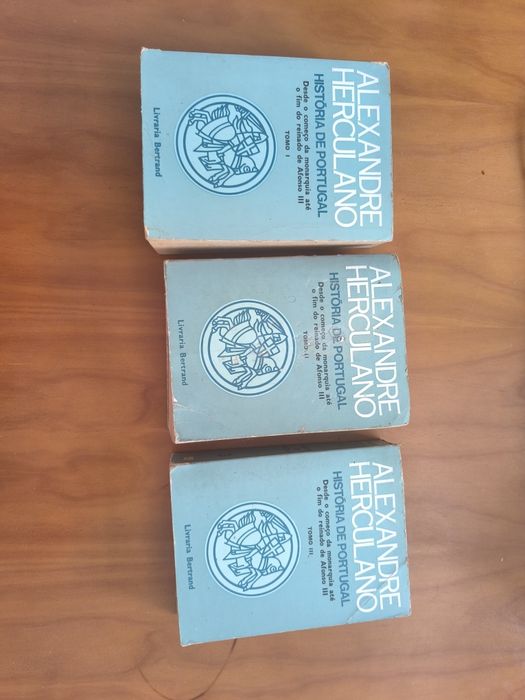 ALEXANDRE
HERCULANO
HISTÓRIA DE PORTUGAL
Desde o começo da monarquia até
o fim do reinado de Afonso III
TOMO I
Livraria Bertrand
ALEXANDRE
HERCULANO
HISTÓRIA DE PORTUGAL
Desde o começo da monarquia até
o fim do reinado de Afonso III
TOMO II
Livraria Bertrand
ALEXANDRE
HERCULANO
HISTÓRIA DE PORTUGAL
Desde o começo da monarquia até
o fim do reinado de Afonso III
TOMO III
Livraria Bertrand